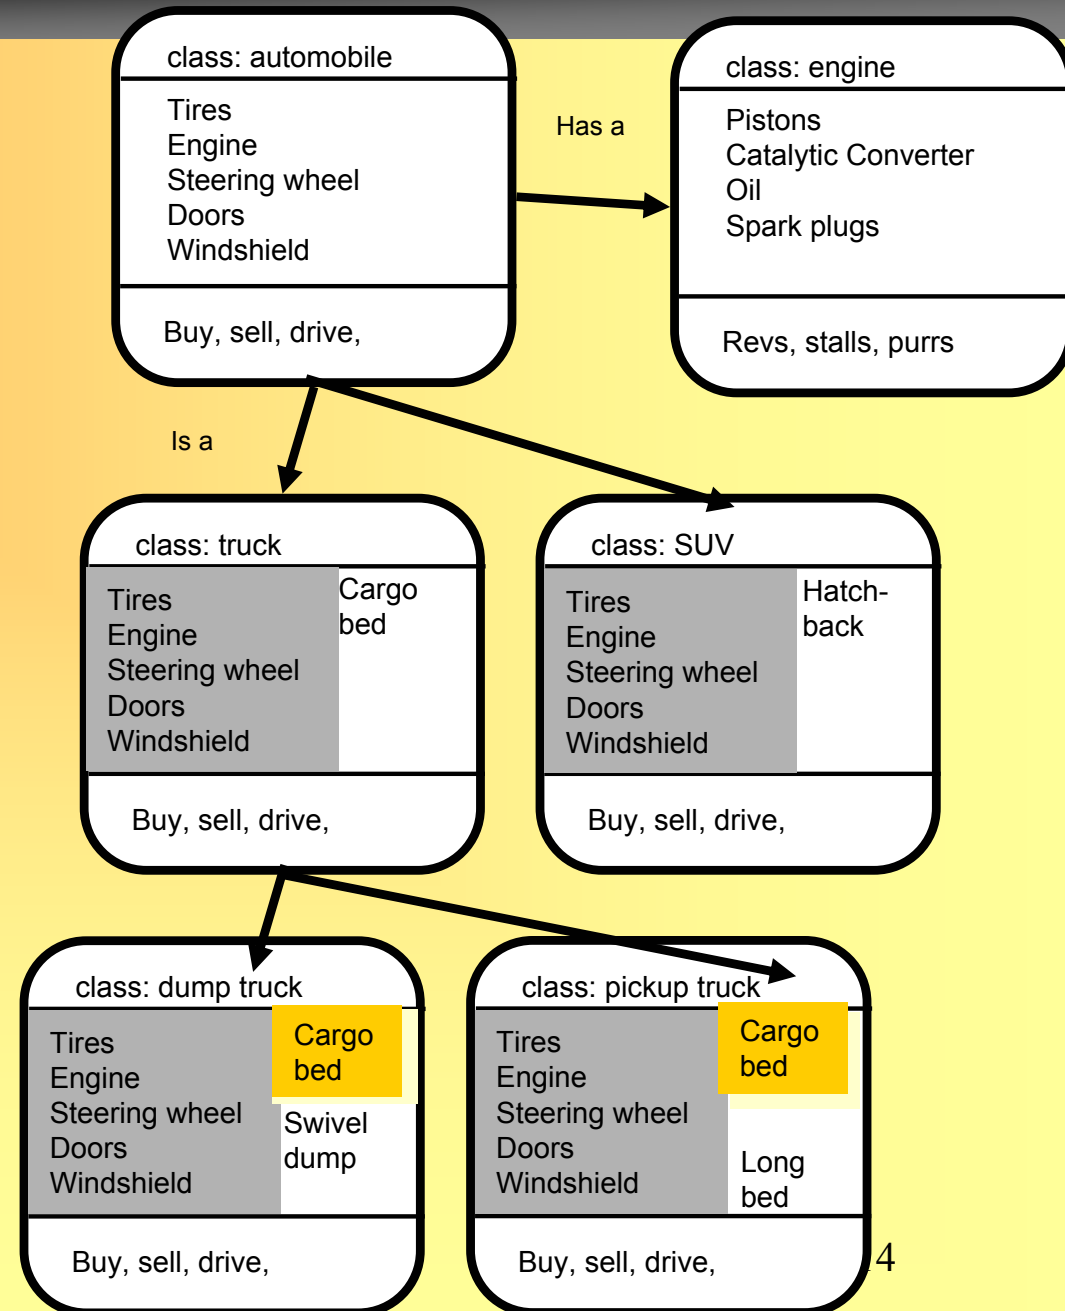 class: automobile
Tires
Engine
Steering wheel
Doors
Windshield
Buy, sell, drive,
Has a
class: engine
Pistons
Catalytic Converter
Oil
Spark plugs
Revs, stalls, purrs
Is a
class: truck
Tires
Engine
Steering wheel
Doors
Windshield
Cargo
bed
Buy, sell, drive,
class: SUV
Tires
Engine
Steering wheel
Doors
Windshield
Hatch-
back
Buy, sell, drive,
class: dump truck
Tires
Engine
Steering wheel
Doors
Windshield
Cargo
bed
Swivel
dump
Buy, sell, drive,
class: pickup truck
Tires
Engine
Steering wheel
Doors
Windshield
Cargo
bed
Long
bed
Buy, sell, drive,